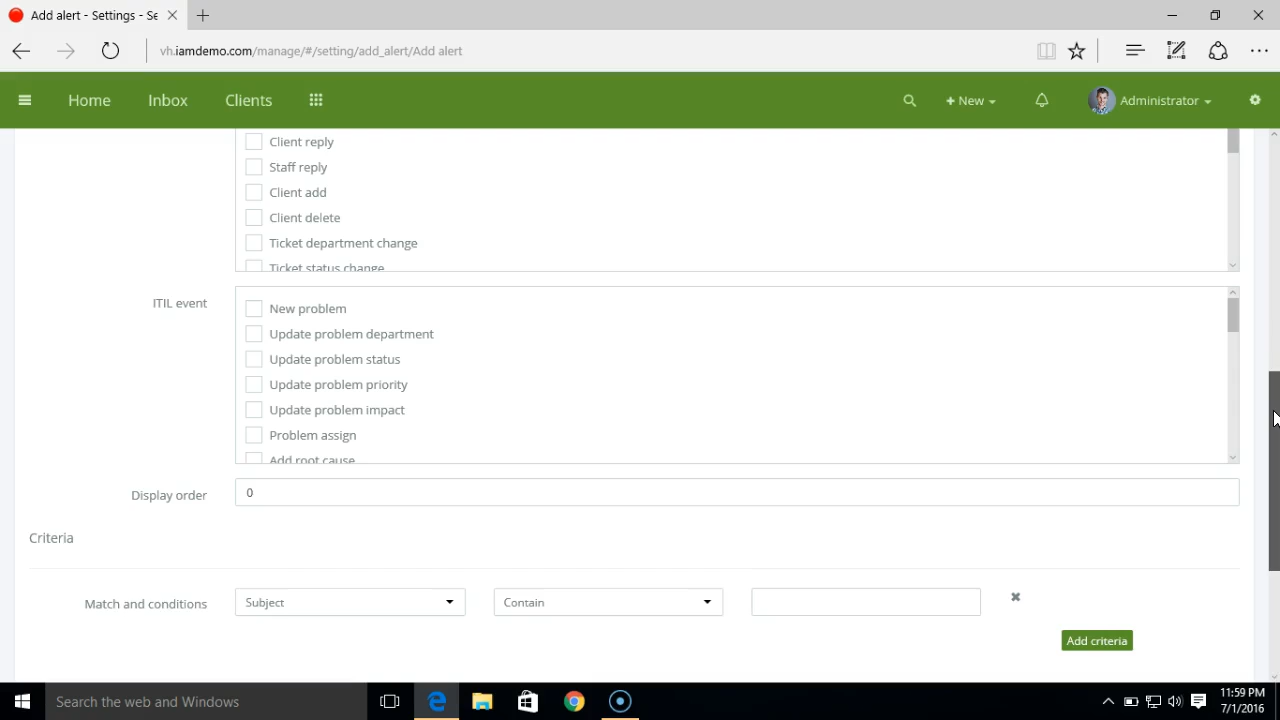 Add alert - Settings - Se
vh.iamdemo.com/manage/#/setting/add_alert/Add alert
Home Inbox Clients + New Administrator
Client reply
Staff reply
Client add
Client delete
Ticket department change
Ticket status change
ITIL event
New problem
Update problem department
Update problem status
Update problem priority
Update problem impact
Problem assign
Add root cause
Display order 0
Criteria
Match and conditions Subject Contain
Add criteria
Search the web and Windows
11:59 PM
7/1/2016